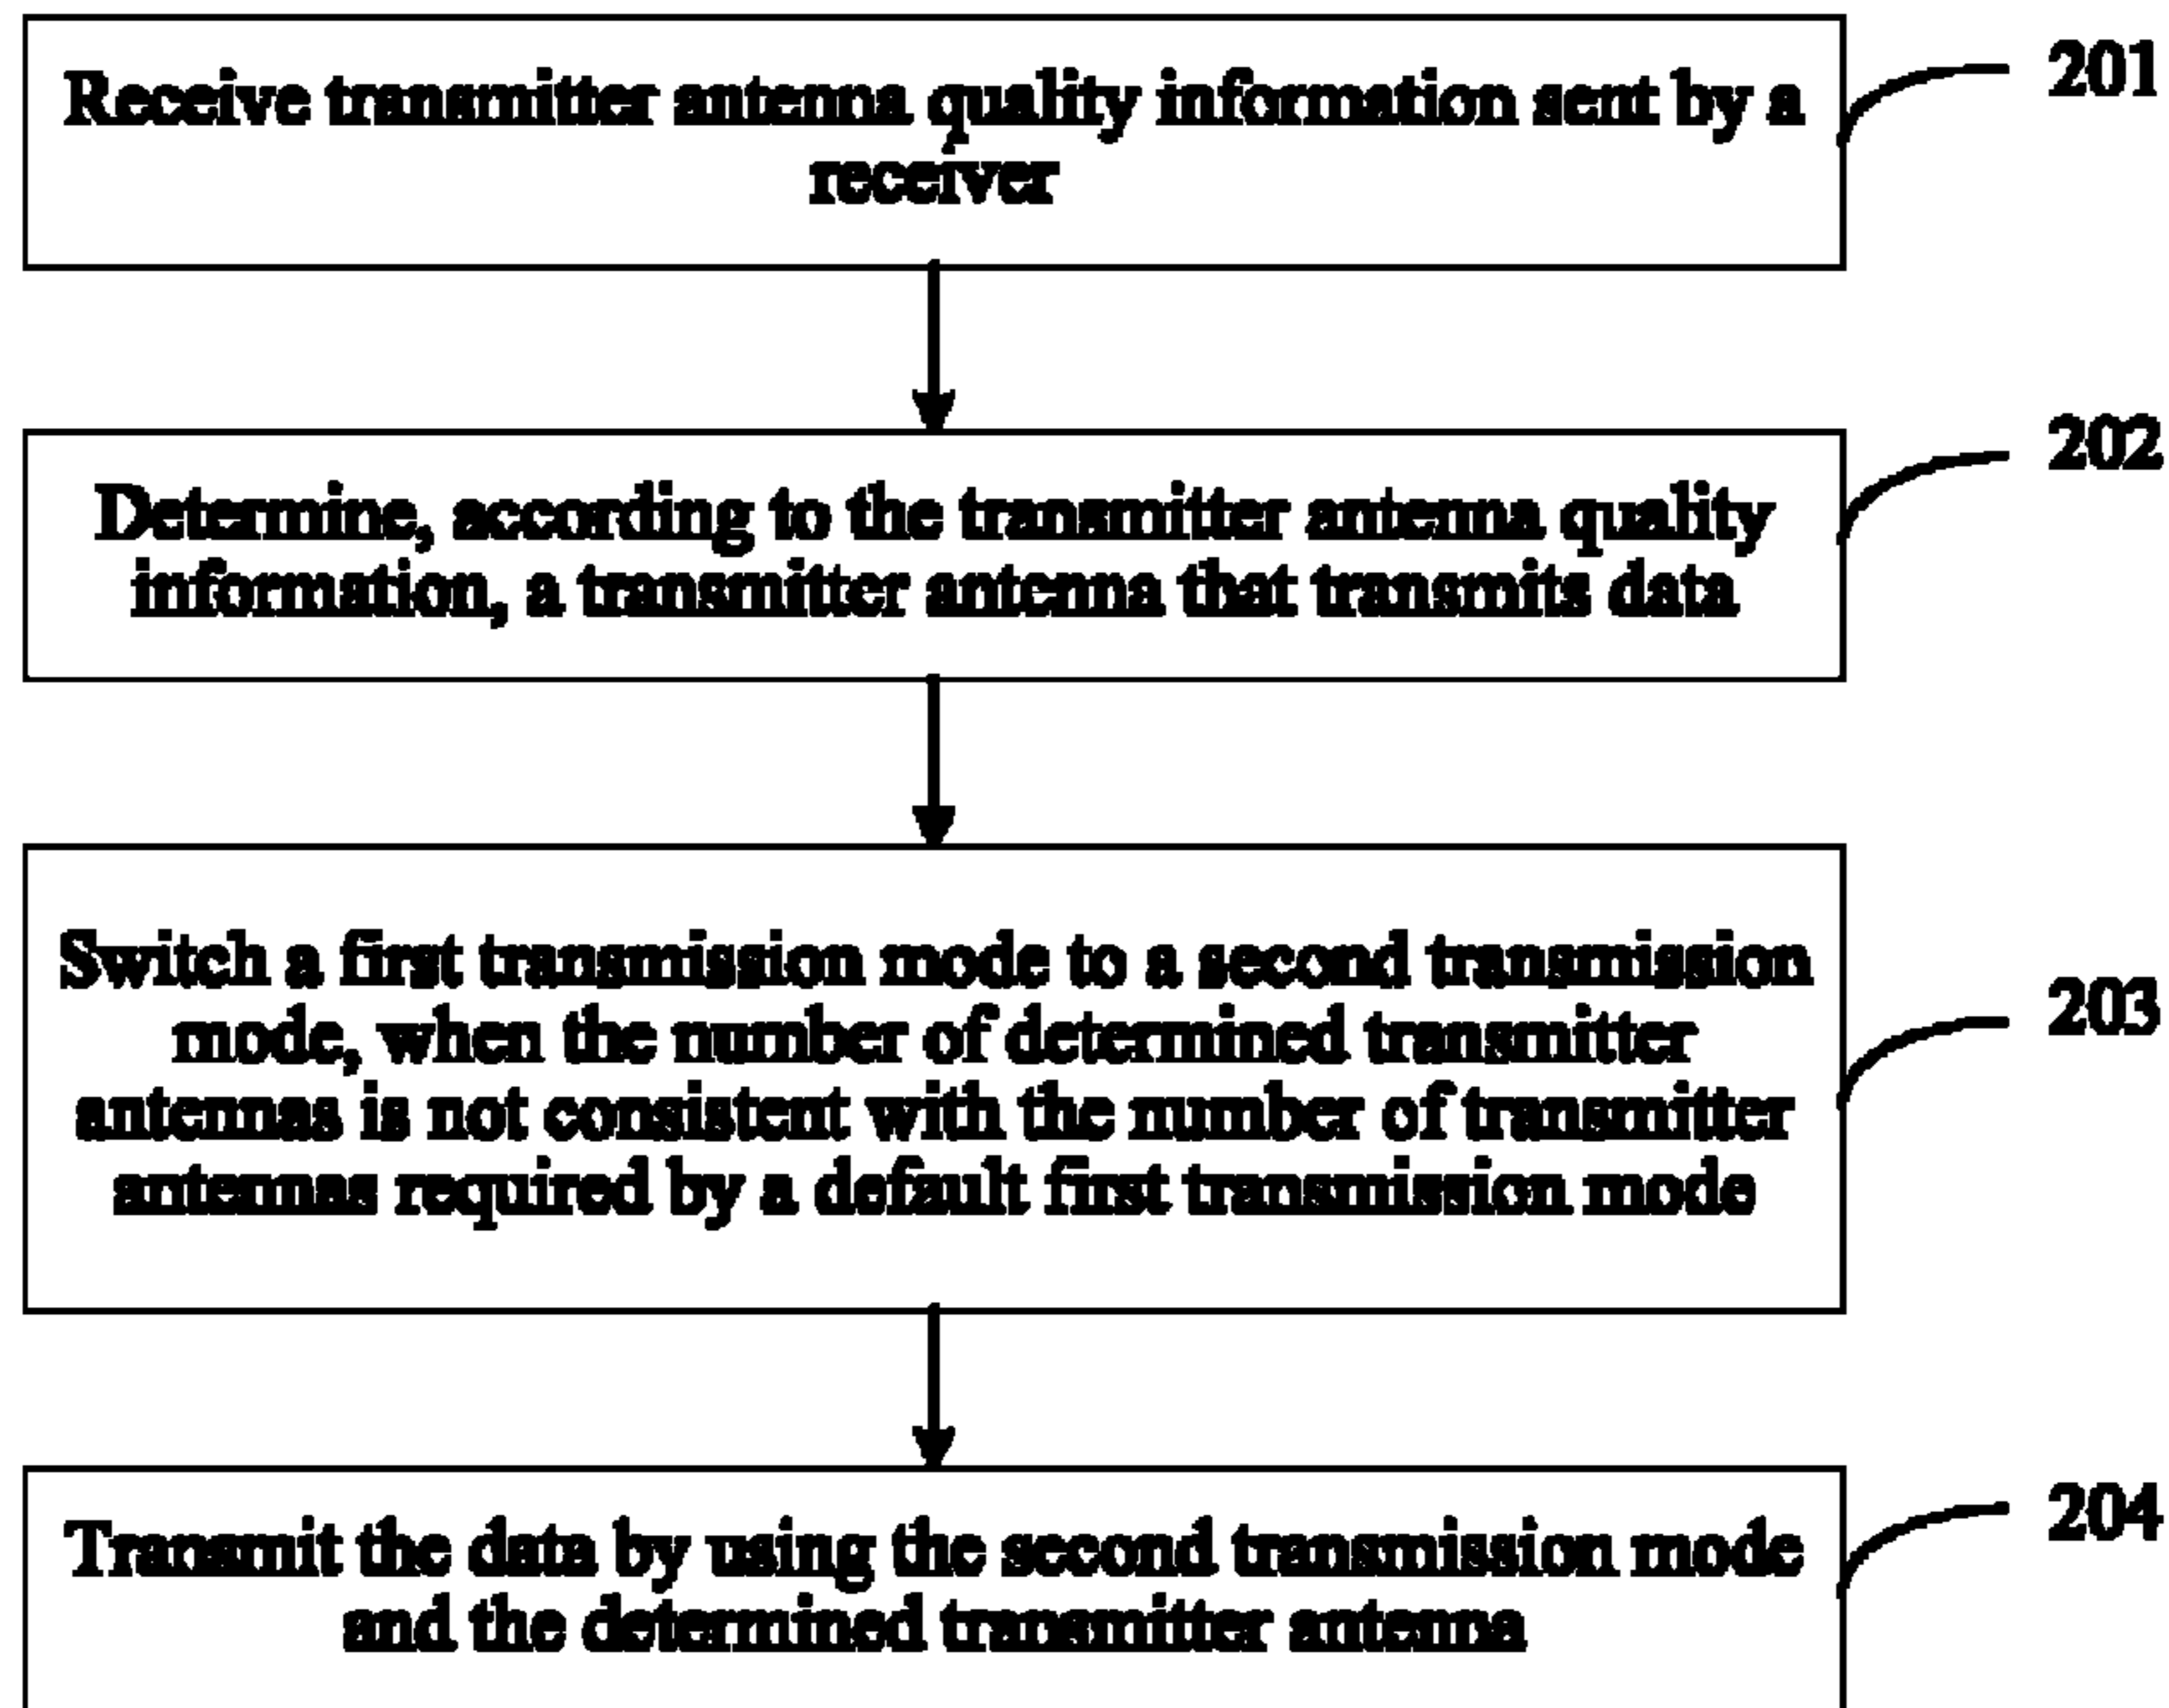 Receive transmitter antenna quality information sent by a
receiver
201
Determine, according to the transmitter antenna quality
information, a transmitter antenna that transmits data
202
Switch a first transmission mode to a second transmission
mode, when the number of determined transmitter
antennas is not consistent with the number of transmitter
antennas required by a default first transmission mode
203
Transmit the data by using the second transmission mode
and the determined transmitter antenna
204